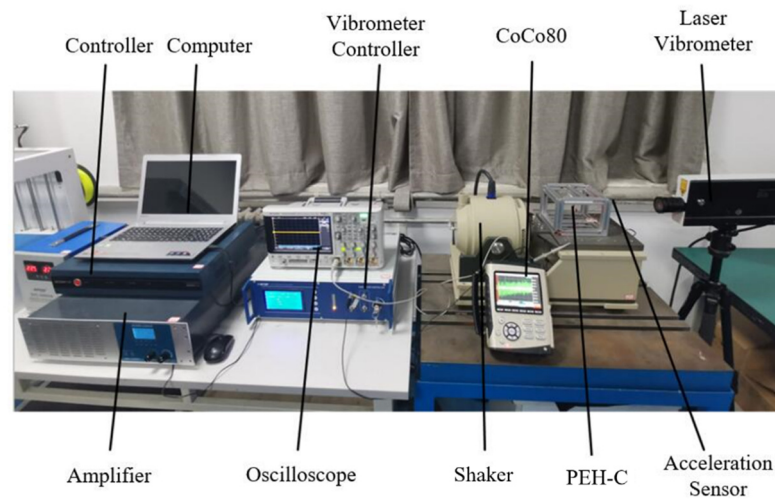 Controller
Computer
Vibrometer
Controller
CoCo80
Laser
Vibrometer
Amplifier
Oscilloscope
Shaker
PEH-C
Acceleration
Sensor